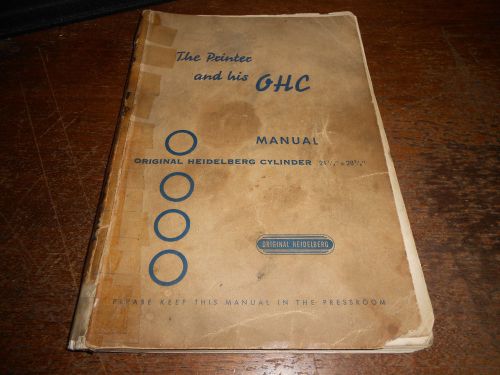 The Printer
and his OHC
MANUAL
ORIGINAL HEIDELBERG CYLINDER
ORIGINAL HEIDELBERG
PLEASE KEEP THIS MANUAL IN THE PRESSROOM